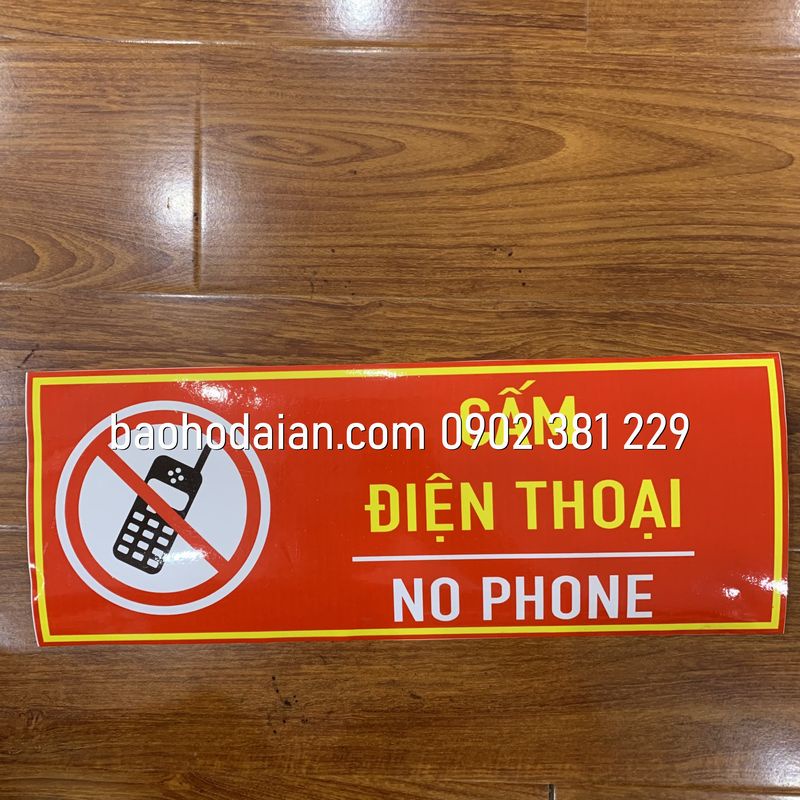 CẤM
baohodaian.com 0902 381 229
ĐIỆN THOẠI
NO PHONE